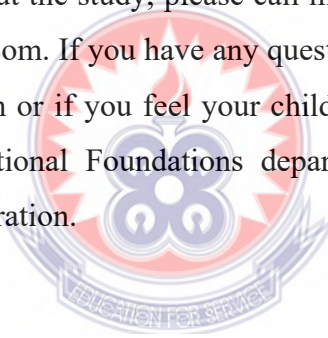 out the study, please call
om. If you have any quest
n or if you feel your child
tional Foundations depar
ration.
EDUCATION FOR SERVICE